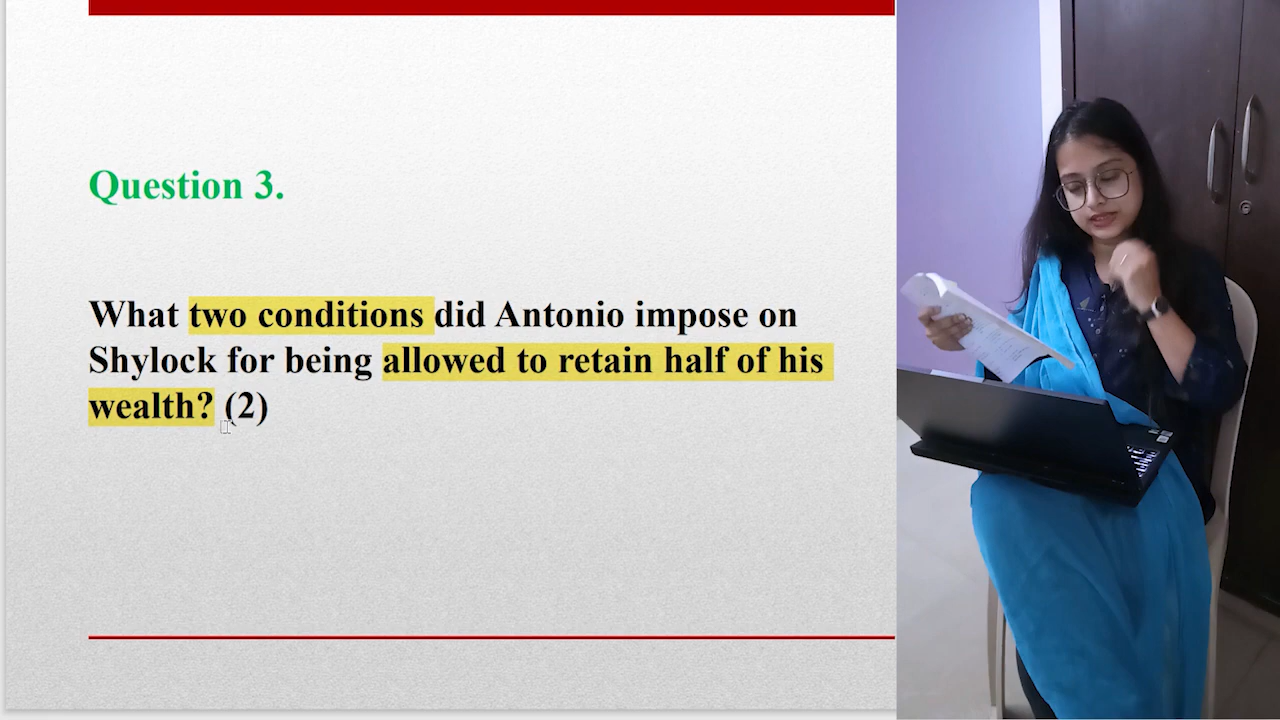 Question 3.
What two conditions did Antonio impose on
Shylock for being allowed to retain half of his
wealth? (2)